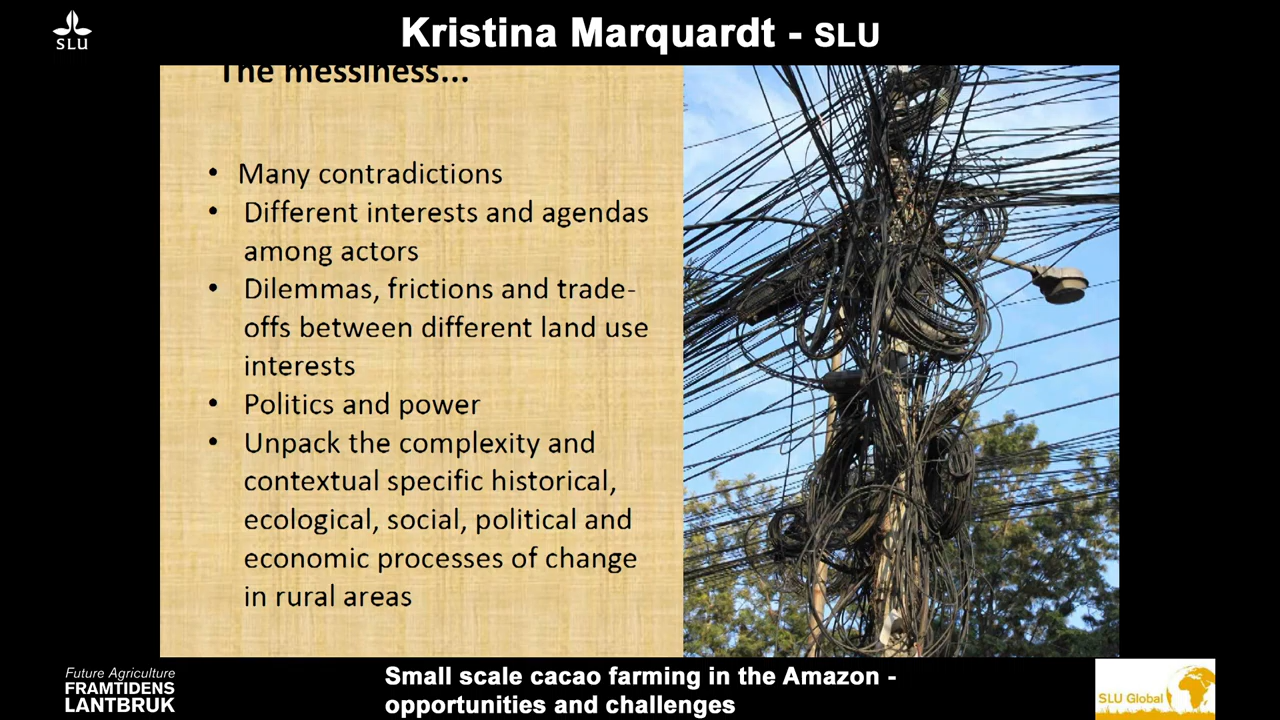 slu
Kristina Marquardt - SLU
The messiness...
• Many contradictions
• Different interests and agendas
among actors
• Dilemmas, frictions and trade-
offs between different land use
interests
• Politics and power
• Unpack the complexity and
contextual specific historical,
ecological, social, political and
economic processes of change
in rural areas
Future Agriculture
FRAMTIDENS
LANTBRUK
Small scale cacao farming in the Amazon -
opportunities and challenges
SLU Global